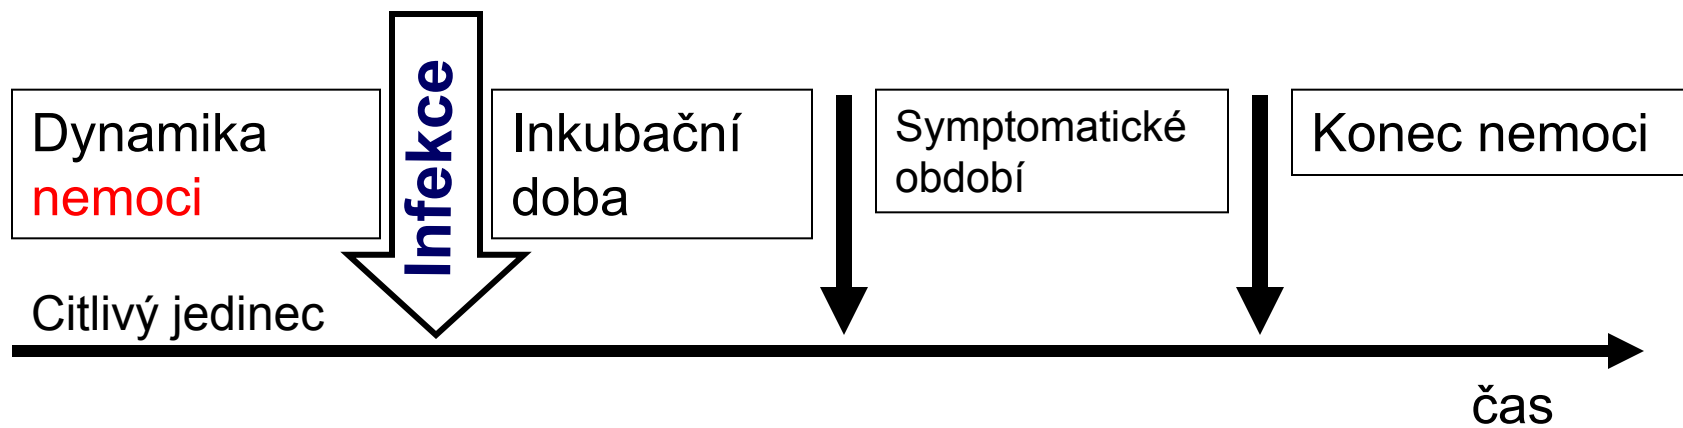 Dynamika
nemoci
Infekce
Inkubační
doba
Symptomatické
období
Konec nemoci
Citlivý jedinec
čas